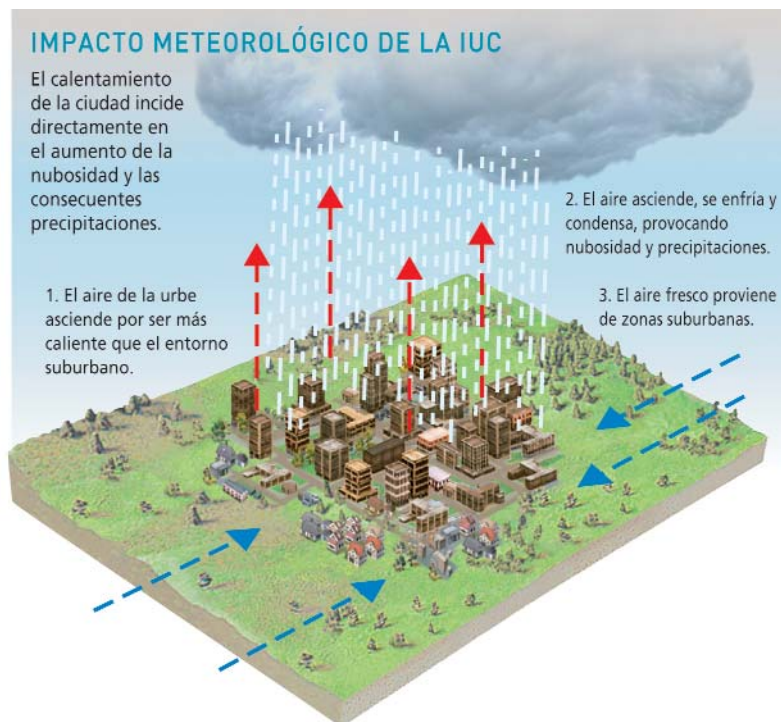 IMPACTO METEOROLÓGICO DE LA IUC
El calentamiento
de la ciudad incide
directamente en
el aumento de la
nubosidad y las
consecuentes
precipitaciones.
1. El aire de la urbe
asciende por ser más
caliente que el entorno
suburbano.
2. El aire asciende, se enfría y
condensa, provocando
nubosidad y precipitaciones.
3. El aire fresco proviene
de zonas suburbanas.